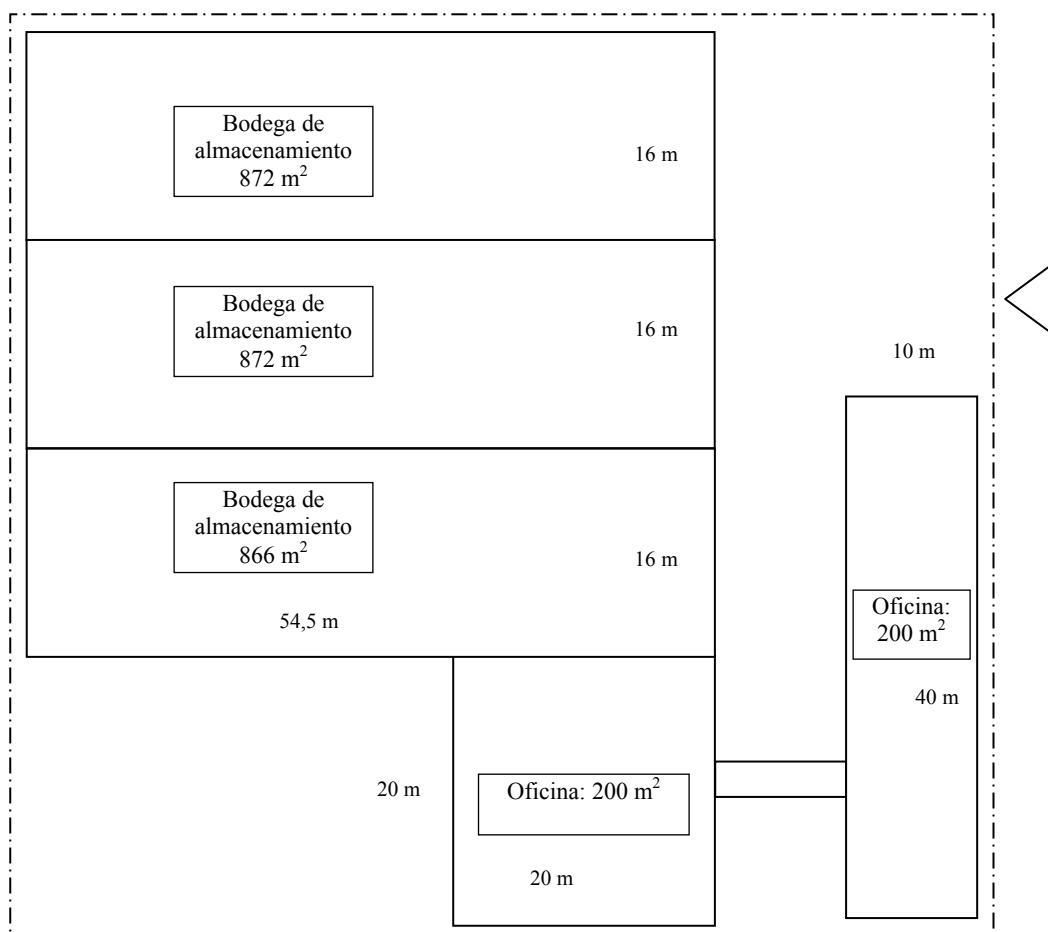 Bodega de
almacenamiento
872 m²
16 m
Bodega de
almacenamiento
872 m²
16 m
10 m
Bodega de
almacenamiento
866 m²
16 m
54,5 m
Oficina:
200 m²
40 m
20 m
Oficina: 200 m²
20 m